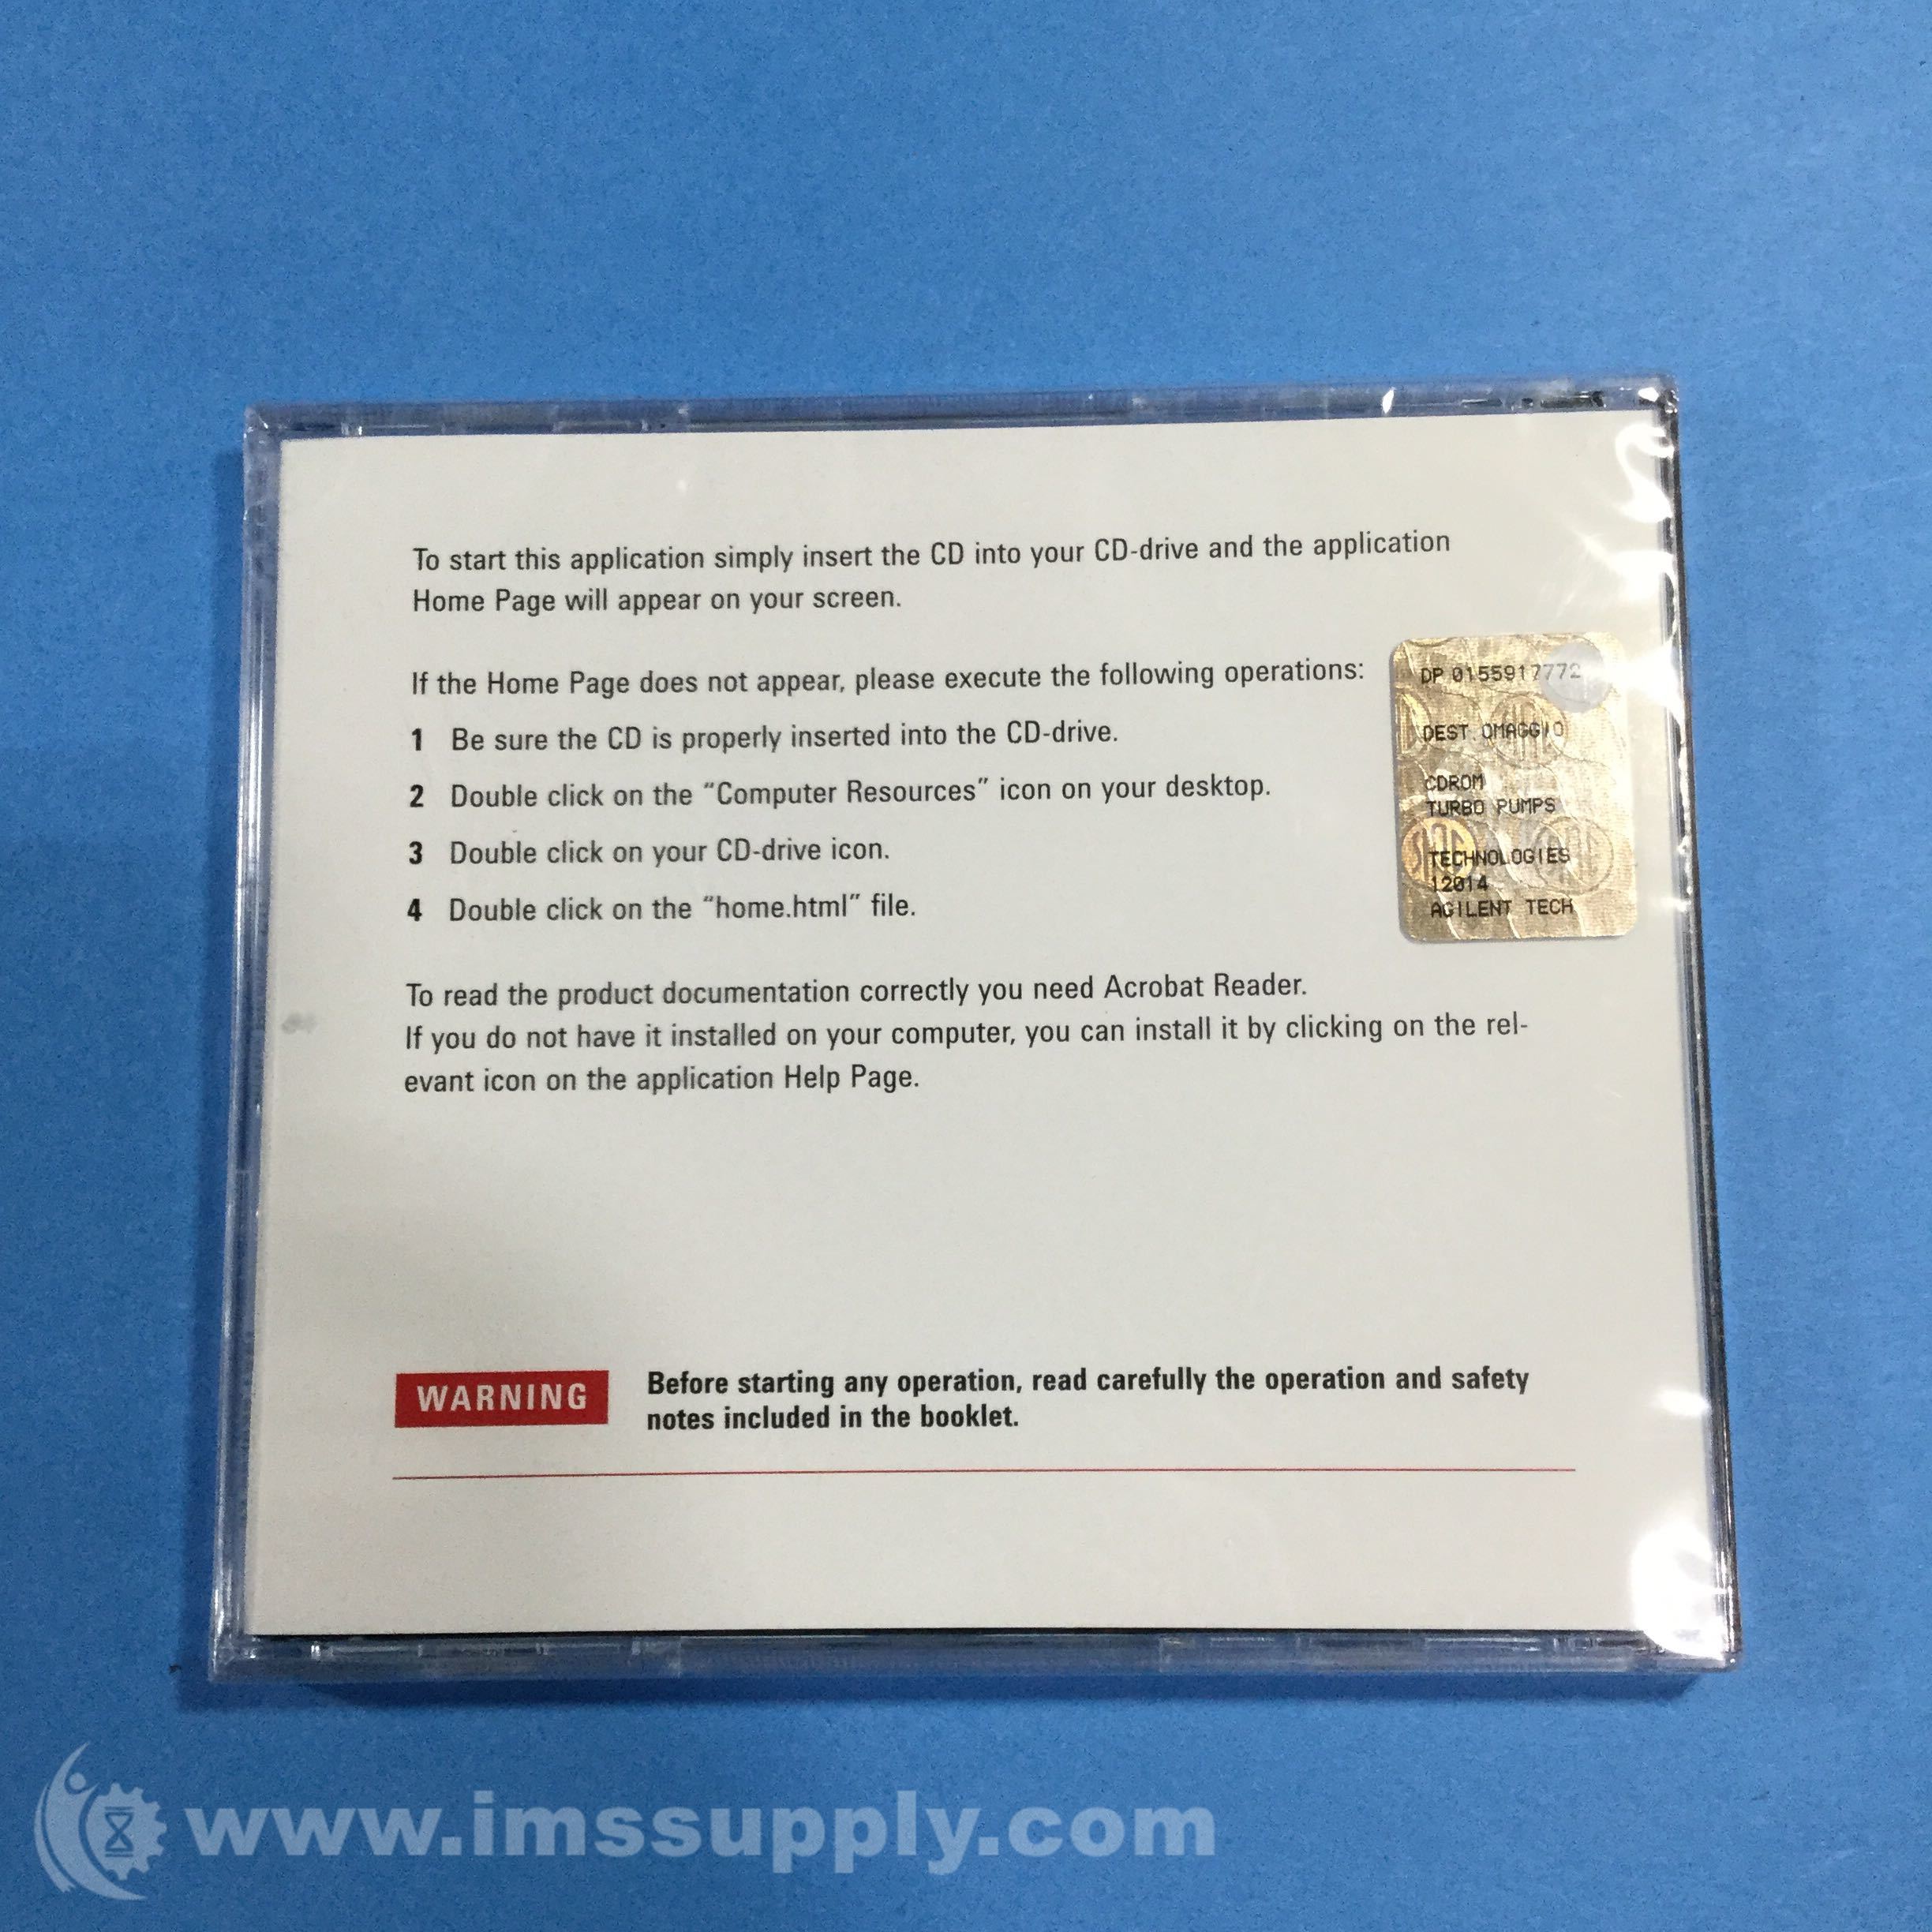 To start this application simply insert the CD into your CD-drive and the application
Home Page will appear on your screen.
If the Home Page does not appear, please execute the following operations:
1 Be sure the CD is properly inserted into the CD-drive.
2 Double click on the “Computer Resources” icon on your desktop.
3 Double click on your CD-drive icon.
4 Double click on the “home.html” file.
To read the product documentation correctly you need Acrobat Reader.
If you do not have it installed on your computer, you can install it by clicking on the rel-
evant icon on the application Help Page.
DP 0155917772
DEST.OMAGGIO
CDROM
TURBO PUMPS
TECHNOLOGIES
12014
AGILENT TECH
WARNING
Before starting any operation, read carefully the operation and safety
notes included in the booklet.
www.imssupply.com